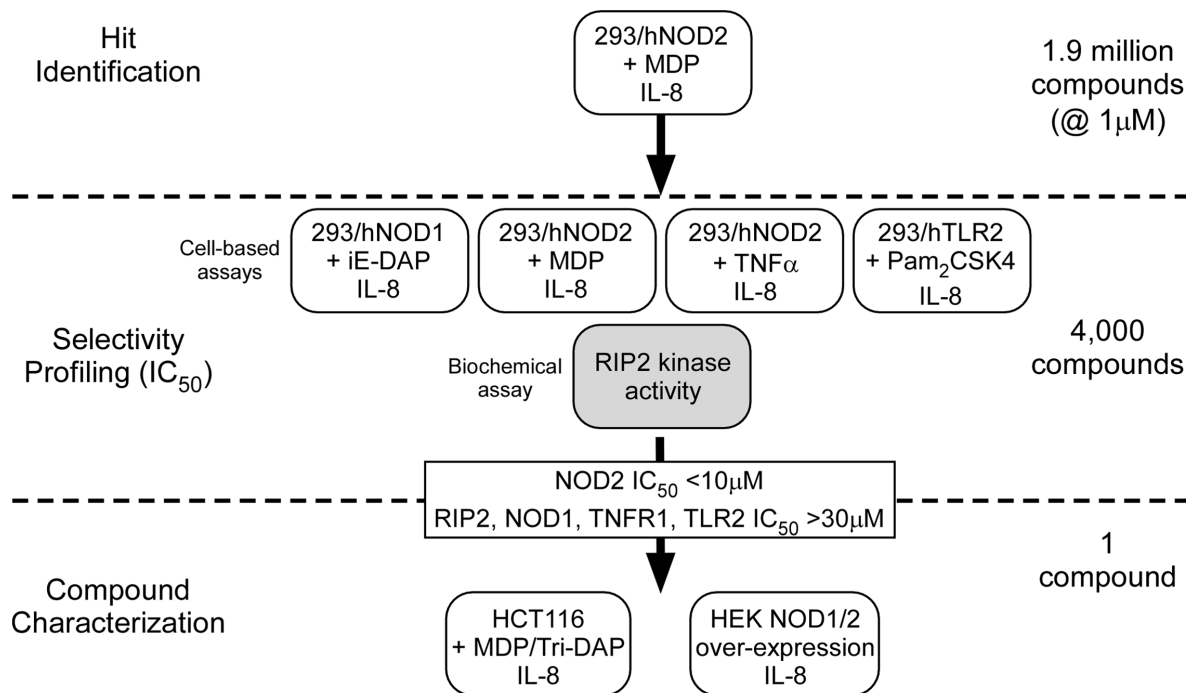 Hit
Identification
293/hNOD2
+ MDP
IL-8
1.9 million
compounds
(@ 1μM)
Cell-based
assays
293/hNOD1
+ iE-DAP
IL-8
293/hNOD2
+ MDP
IL-8
293/hNOD2
+ TNFα
IL-8
293/hTLR2
+ Pam₂CSK4
IL-8
Selectivity
Profiling (IC₅₀)
Biochemical
assay
RIP2 kinase
activity
4,000
compounds
NOD2 IC₅₀ <10μM
RIP2, NOD1, TNFR1, TLR2 IC₅₀ >30μM
Compound
Characterization
HCT116
+ MDP/Tri-DAP
IL-8
HEK NOD1/2
over-expression
IL-8
1
compound